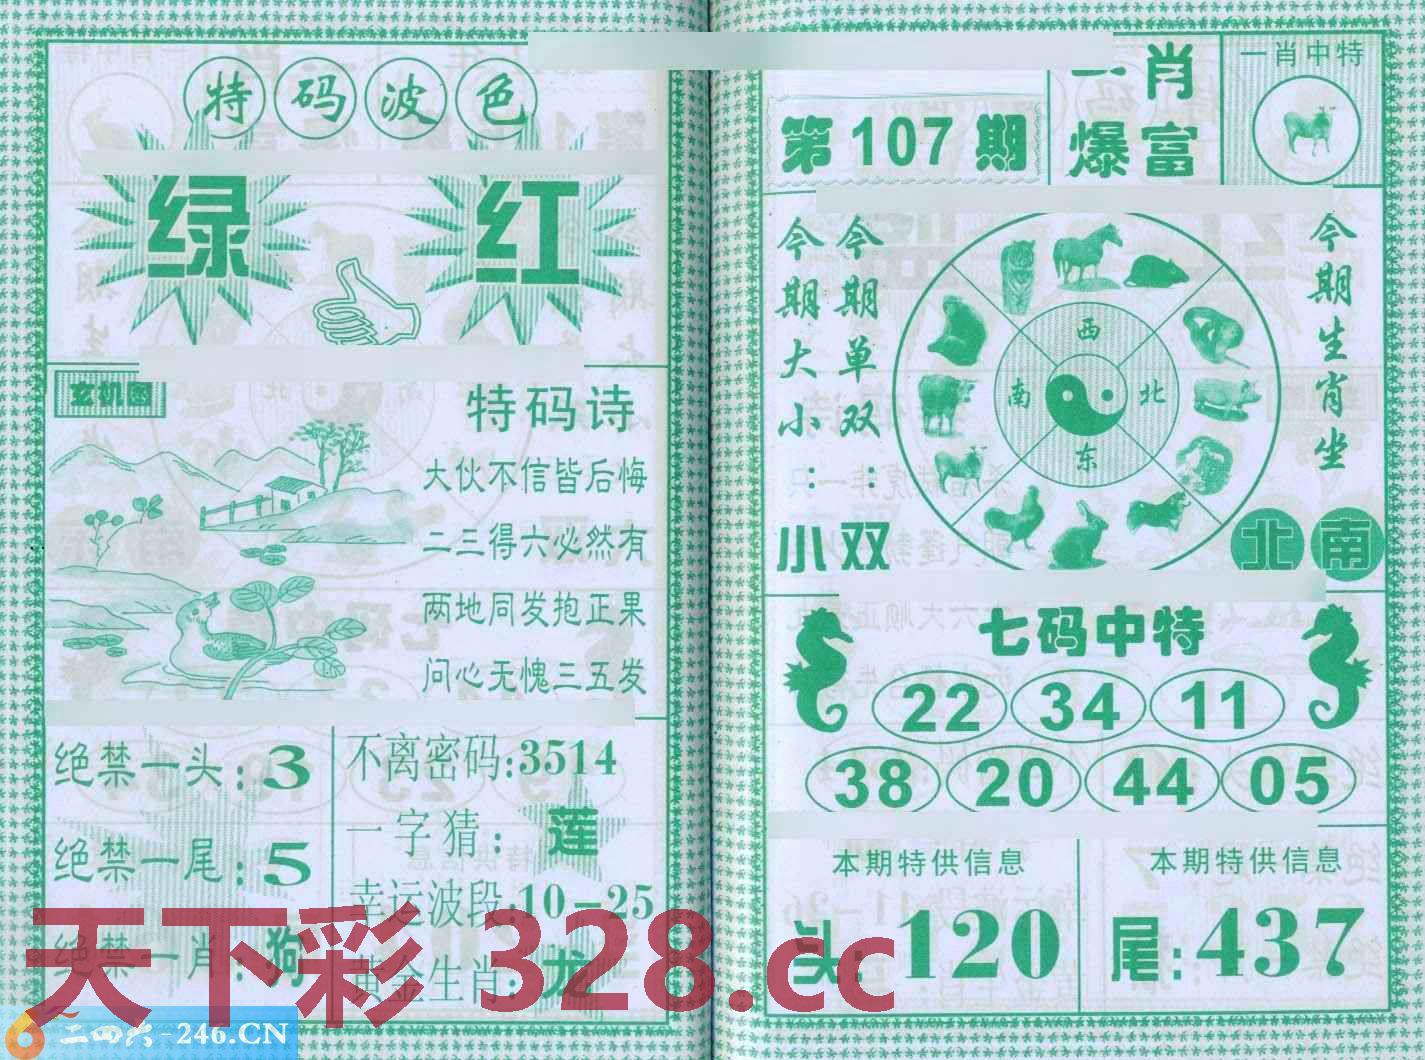 特码波色
绿 红
玄机图
特码诗
大伙不信皆后悔
二三得六必然有
两地同发抱正果
问心无愧三五发
绝禁一头:3
绝禁一尾:5
绝禁一肖:狗
不离密码:3514
一字猜:莲
幸运波段:10-25
黄金生肖:龙
第107期
肖
爆富
一肖中特
今期大小:小
今期单双:双
西
南 北
东
今期生肖坐
北 南
七码中特
22 34 11
38 20 44 05
本期特供信息
头:120
本期特供信息
尾:437
天下彩 328.cc
二四六-246.CN